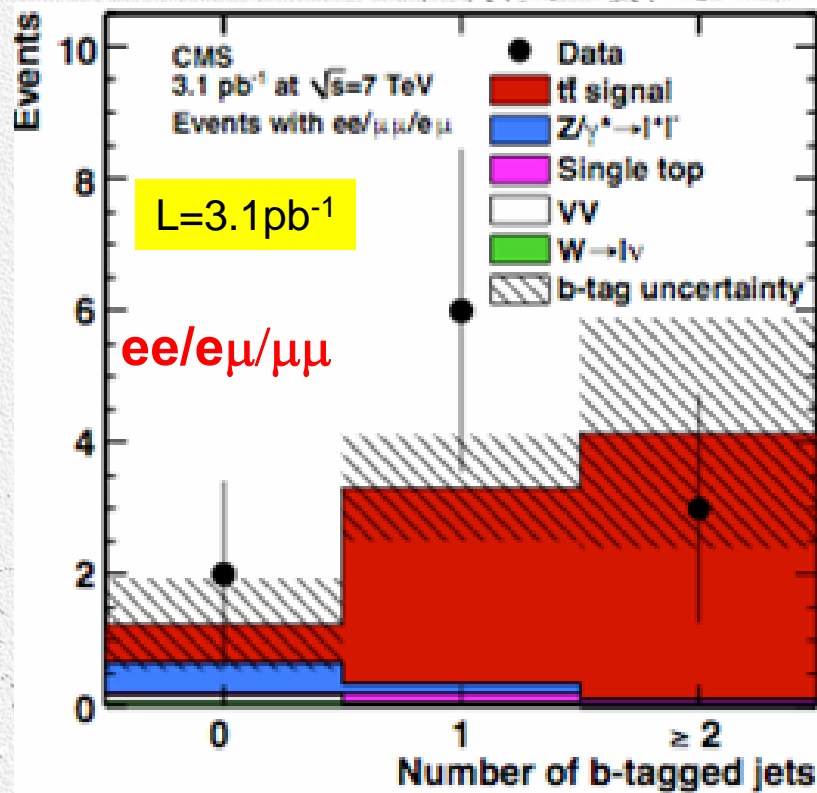 Events
10
8
6
4
2
0
CMS
3.1 pb⁻¹ at √s=7 TeV
Events with ee/μμ/eμ
L=3.1pb⁻¹
ee/eμ/μμ
Data
tt̄ signal
Z/γ*→l⁺l⁻
Single top
VV
W→lν
b-tag uncertainty
0 1 ≥ 2
Number of b-tagged jets